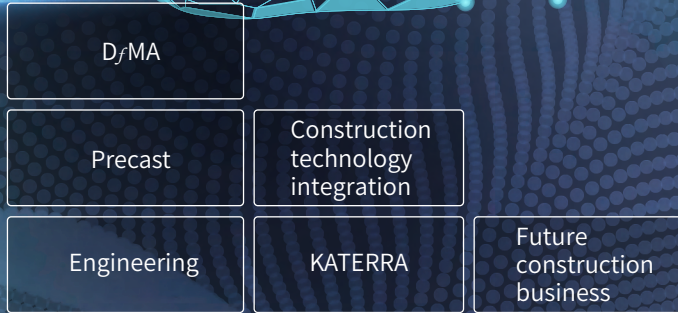 DfMA
Precast
Construction
technology
integration
Engineering
KATERRA
Future
construction
business